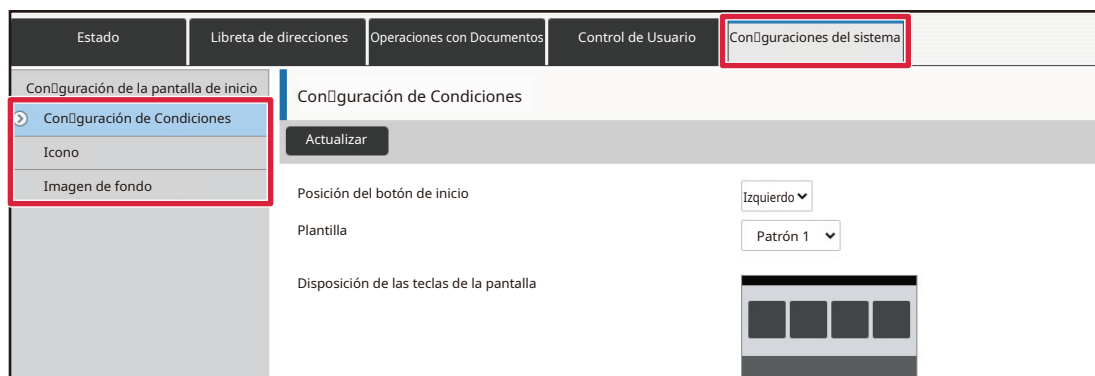 Estado
Libreta de direcciones
Operaciones con Documentos
Control de Usuario
Con▯guraciones del sistema
Con▯guración de la pantalla de inicio
Con▯guración de Condiciones
Icono
Imagen de fondo
Con▯guración de Condiciones
Actualizar
Posición del botón de inicio
Izquierdo
Plantilla
Patrón 1
Disposición de las teclas de la pantalla